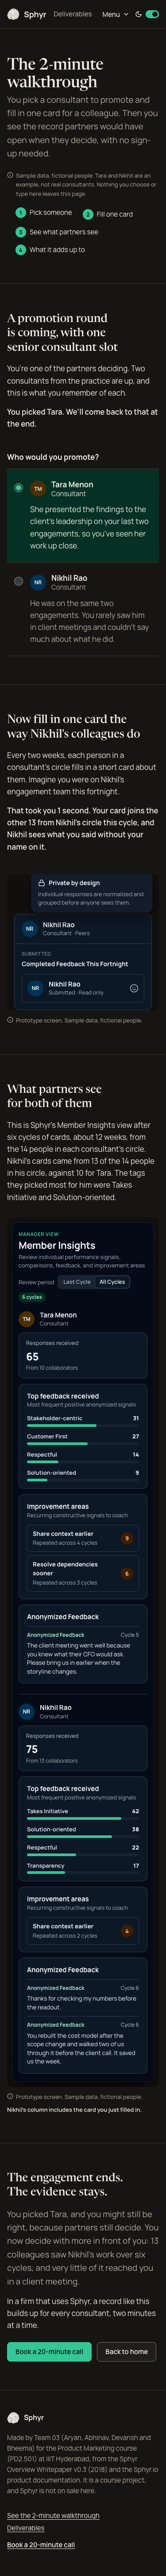 Sphyr Deliverables Menu
The 2-minute
walkthrough
You pick a consultant to promote and
fill in one card for a colleague. Then you
see the record partners would have
open when they decide, with no sign-
up needed.
Sample data, fictional people. Tara and Nikhil are an
example, not real consultants. Nothing you choose or
type here leaves this page.
1 Pick someone
2 Fill one card
3 See what partners see
4 What it adds up to
A promotion round
is coming, with one
senior consultant slot
You're one of the partners deciding. Two
consultants from the practice are up, and
this is what you remember of each.
You picked Tara. We'll come back to that at
the end.
Who would you promote?
TM
Tara Menon
Consultant
She presented the findings to the
client's leadership on your last two
engagements, so you've seen her
work up close.
NR
Nikhil Rao
Consultant
He was on the same two
engagements. You rarely saw him
in client meetings and couldn't say
much about what he did.
Now fill in one card the
way Nikhil's colleagues do
Every two weeks, each person in a
consultant's circle fills in a short card about
them. Imagine you were on Nikhil's
engagement team this fortnight.
That took you 1 second. Your card joins the
other 13 from Nikhil's circle this cycle, and
Nikhil sees what you said without your
name on it.
Private by design
Individual responses are normalized and
grouped before anyone sees them.
NR
Nikhil Rao
Consultant · Peers
SUBMITTED
Completed Feedback This Fortnight
NR
Nikhil Rao
Submitted · Read only
Prototype screen. Sample data, fictional people.
What partners see
for both of them
This is Sphyr's Member Insights view after
six cycles of cards, about 12 weeks, from
the 14 people in each consultant's circle.
Nikhil's cards came from 13 of the 14 people
in his circle, against 10 for Tara. The tags
they picked most often were Takes
Initiative and Solution-oriented.
MANAGER VIEW
Member Insights
Review individual performance signals,
comparisons, feedback, and improvement areas.
Review period Last Cycle All Cycles
6 cycles
TM
Tara Menon
Consultant
Responses received
65
From 10 collaborators
Top feedback received
Most frequent positive anonymized signals
Stakeholder-centric 31
Customer First 27
Respectful 14
Solution-oriented 9
Improvement areas
Recurring constructive signals to coach
Share context earlier
Repeated across 4 cycles
9
Resolve dependencies
sooner
Repeated across 3 cycles
6
Anonymized Feedback
Anonymized Feedback Cycle 5
The client meeting went well because
you knew what their CFO would ask.
Please bring us in earlier when the
storyline changes.
NR
Nikhil Rao
Consultant
Responses received
75
From 13 collaborators
Top feedback received
Most frequent positive anonymized signals
Takes Initiative 42
Solution-oriented 38
Respectful 22
Transparency 17
Improvement areas
Recurring constructive signals to coach
Share context earlier
Repeated across 2 cycles
4
Anonymized Feedback
Anonymized Feedback Cycle 6
Thanks for checking my numbers before
the readout.
Anonymized Feedback Cycle 6
You rebuilt the cost model after the
scope change and walked two of us
through it before the client call. It saved
us the week.
Prototype screen. Sample data, fictional people.
Nikhil's column includes the card you just filled in.
The engagement ends.
The evidence stays.
You picked Tara, and you might still be
right, because partners still decide. You
now decide with more in front of you: 13
colleagues saw Nikhil's work over six
cycles, and very little of it reached you
in a client meeting.
In a firm that uses Sphyr, a record like this
builds up for every consultant, two minutes
at a time.
Book a 20-minute call Back to home
Sphyr
Made by Team 03 (Aryan, Abhinav, Devansh and
Bheema) for the Product Marketing course
(PD2.501) at IIIT Hyderabad, from the Sphyr
Overview Whitepaper v0.3 (2018) and the Sphyr.io
product documentation. It is a course project,
and Sphyr is not on sale here.
See the 2-minute walkthrough
Deliverables
Book a 20-minute call